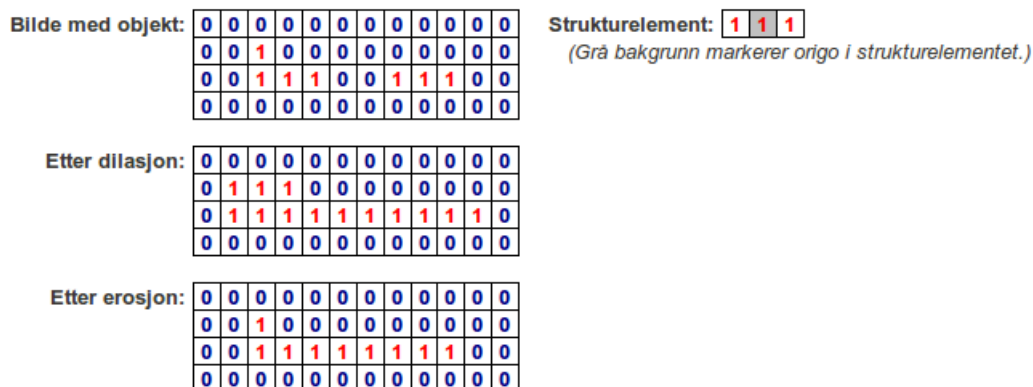 Bilde med objekt: 0 0 0 0 0 0 0 0 0 0 0 0 Strukturelement: 1 1 1
0 0 1 0 0 0 0 0 0 0 0 0 (Grå bakgrunn markerer origo i strukturelementet.)
0 0 1 1 1 0 0 1 1 1 0 0
0 0 0 0 0 0 0 0 0 0 0 0
Etter dilasjon: 0 0 0 0 0 0 0 0 0 0 0 0
0 1 1 1 0 0 0 0 0 0 0 0
0 1 1 1 1 1 1 1 1 1 1 0
0 0 0 0 0 0 0 0 0 0 0 0
Etter erosjon: 0 0 0 0 0 0 0 0 0 0 0 0
0 0 1 0 0 0 0 0 0 0 0 0
0 0 1 1 1 1 1 1 1 1 0 0
0 0 0 0 0 0 0 0 0 0 0 0